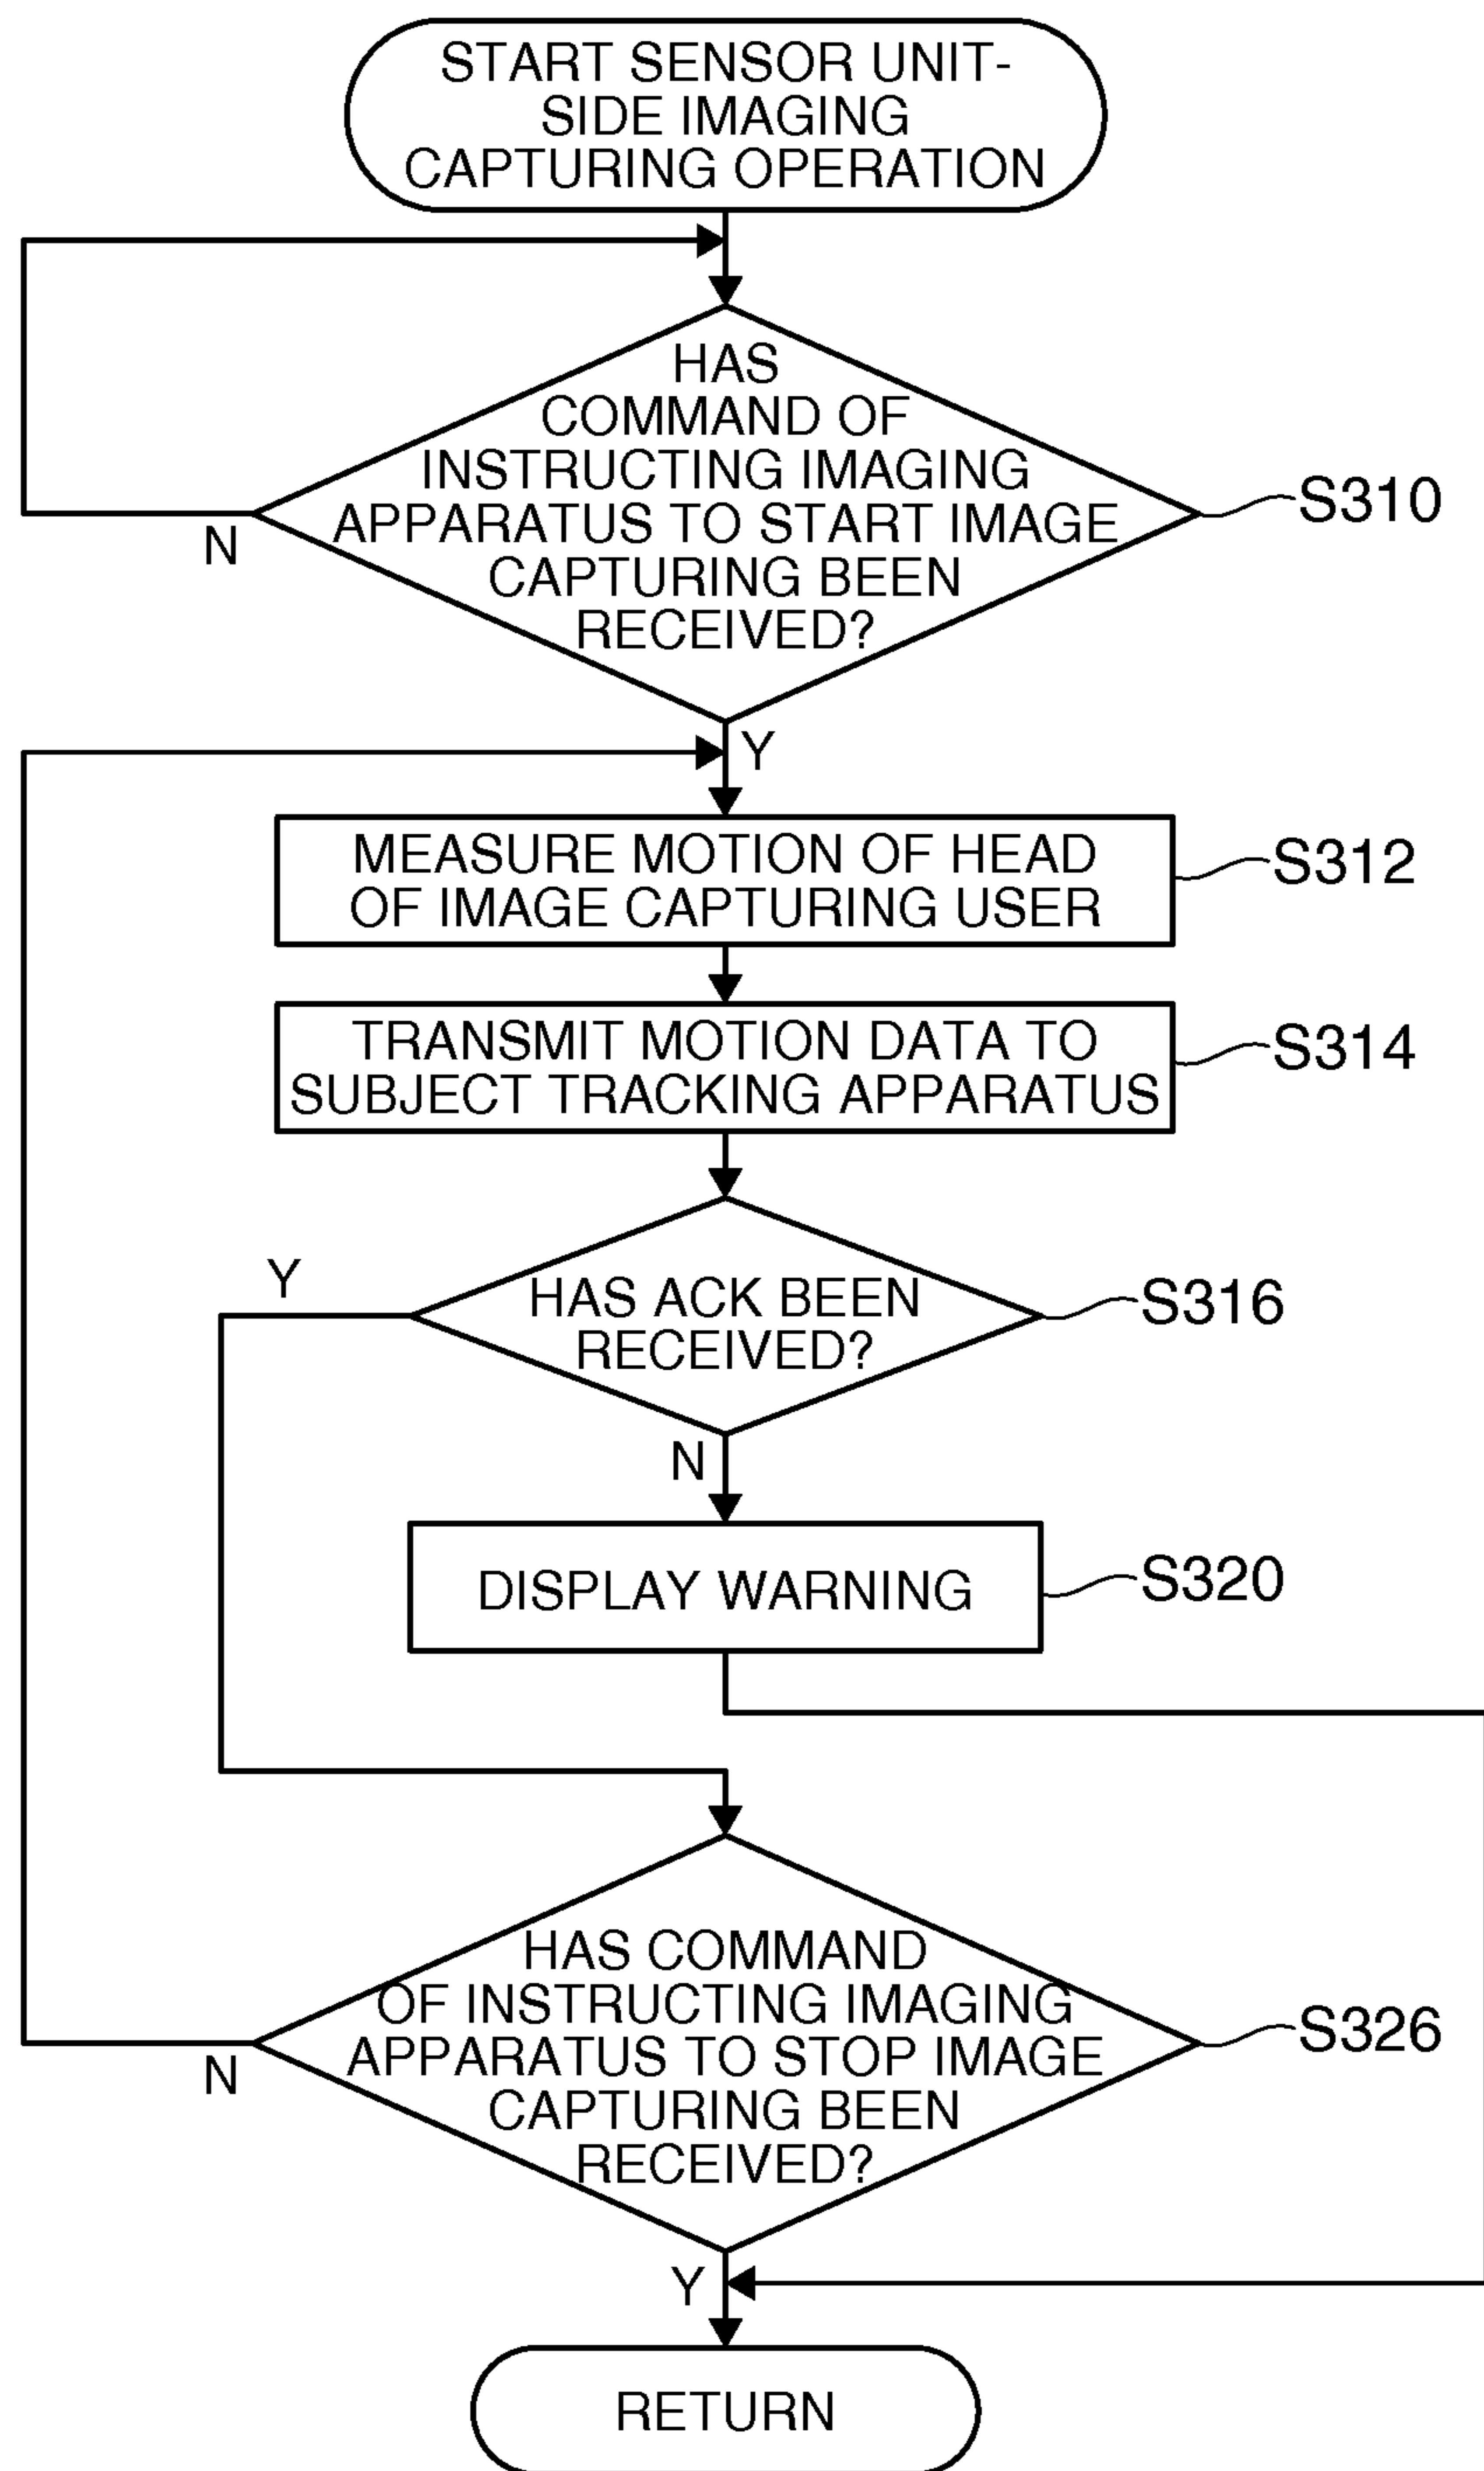 START SENSOR UNIT-
SIDE IMAGING
CAPTURING OPERATION
HAS
COMMAND OF
INSTRUCTING IMAGING
APPARATUS TO START IMAGE
CAPTURING BEEN
RECEIVED?
S310
N
Y
MEASURE MOTION OF HEAD
OF IMAGE CAPTURING USER
S312
TRANSMIT MOTION DATA TO
SUBJECT TRACKING APPARATUS
S314
Y
HAS ACK BEEN
RECEIVED?
S316
N
DISPLAY WARNING
S320
HAS COMMAND
OF INSTRUCTING IMAGING
APPARATUS TO STOP IMAGE
CAPTURING BEEN
RECEIVED?
S326
N
Y
RETURN